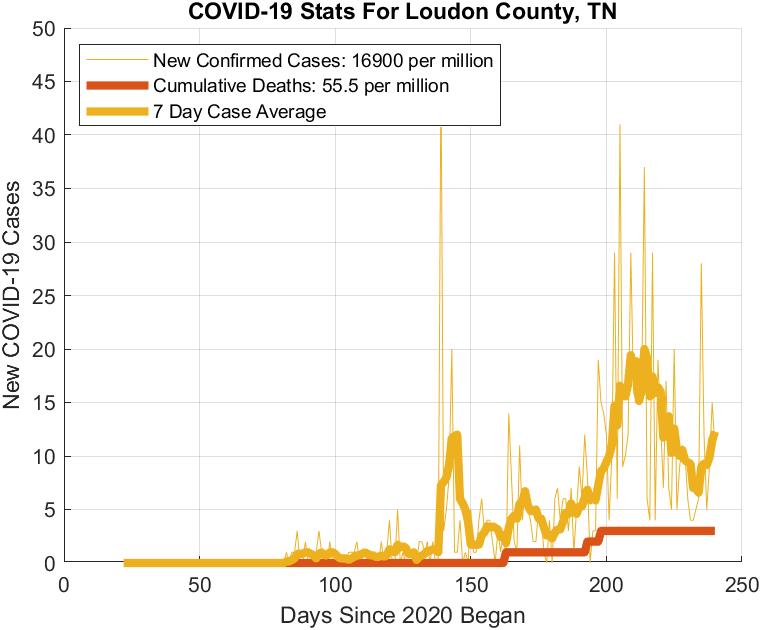 COVID-19 Stats For Loudon County, TN
New Confirmed Cases: 16900 per million
Cumulative Deaths: 55.5 per million
7 Day Case Average
New COVID-19 Cases
50
45
40
35
30
25
20
15
10
5
0
0 50 100 150 200 250
Days Since 2020 Began